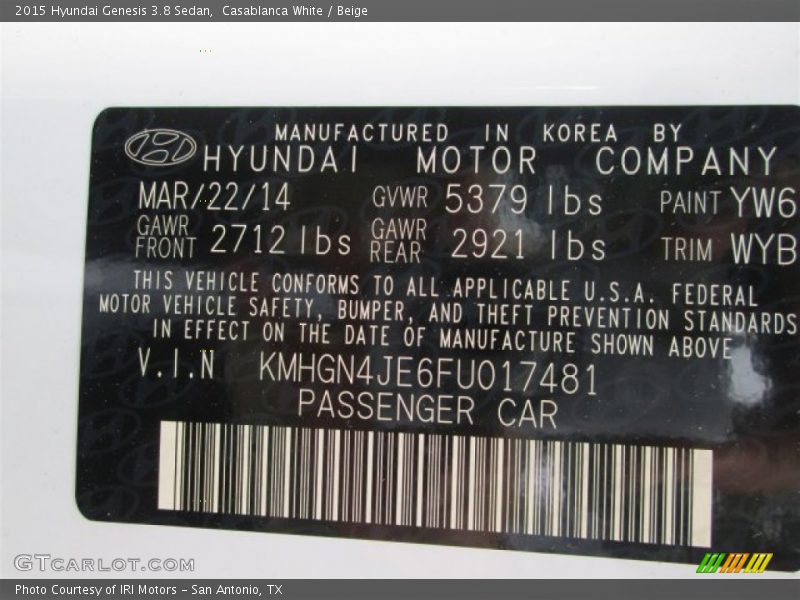 2015 Hyundai Genesis 3.8 Sedan,  Casablanca White / Beige
MANUFACTURED IN KOREA BY
HYUNDAI MOTOR COMPANY
MAR/22/14 GVWR 5379 lbs PAINT YW6
GAWR FRONT 2712 lbs GAWR REAR 2921 lbs TRIM WYB
THIS VEHICLE CONFORMS TO ALL APPLICABLE U.S.A. FEDERAL
MOTOR VEHICLE SAFETY, BUMPER, AND THEFT PREVENTION STANDARDS
IN EFFECT ON THE DATE OF MANUFACTURE SHOWN ABOVE
V.I.N KMHGN4JE6FU017481
PASSENGER CAR
GTcarlot.com
Photo Courtesy of IRI Motors – San Antonio, TX